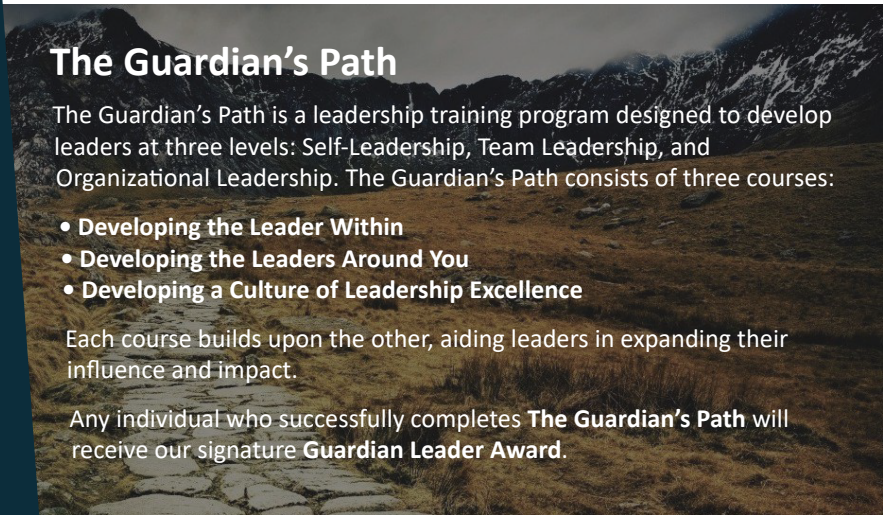 The Guardian’s Path
The Guardian’s Path is a leadership training program designed to develop
leaders at three levels: Self-Leadership, Team Leadership, and
Organizational Leadership. The Guardian’s Path consists of three courses:
• Developing the Leader Within
• Developing the Leaders Around You
• Developing a Culture of Leadership Excellence
Each course builds upon the other, aiding leaders in expanding their
influence and impact.
Any individual who successfully completes The Guardian’s Path will
receive our signature Guardian Leader Award.